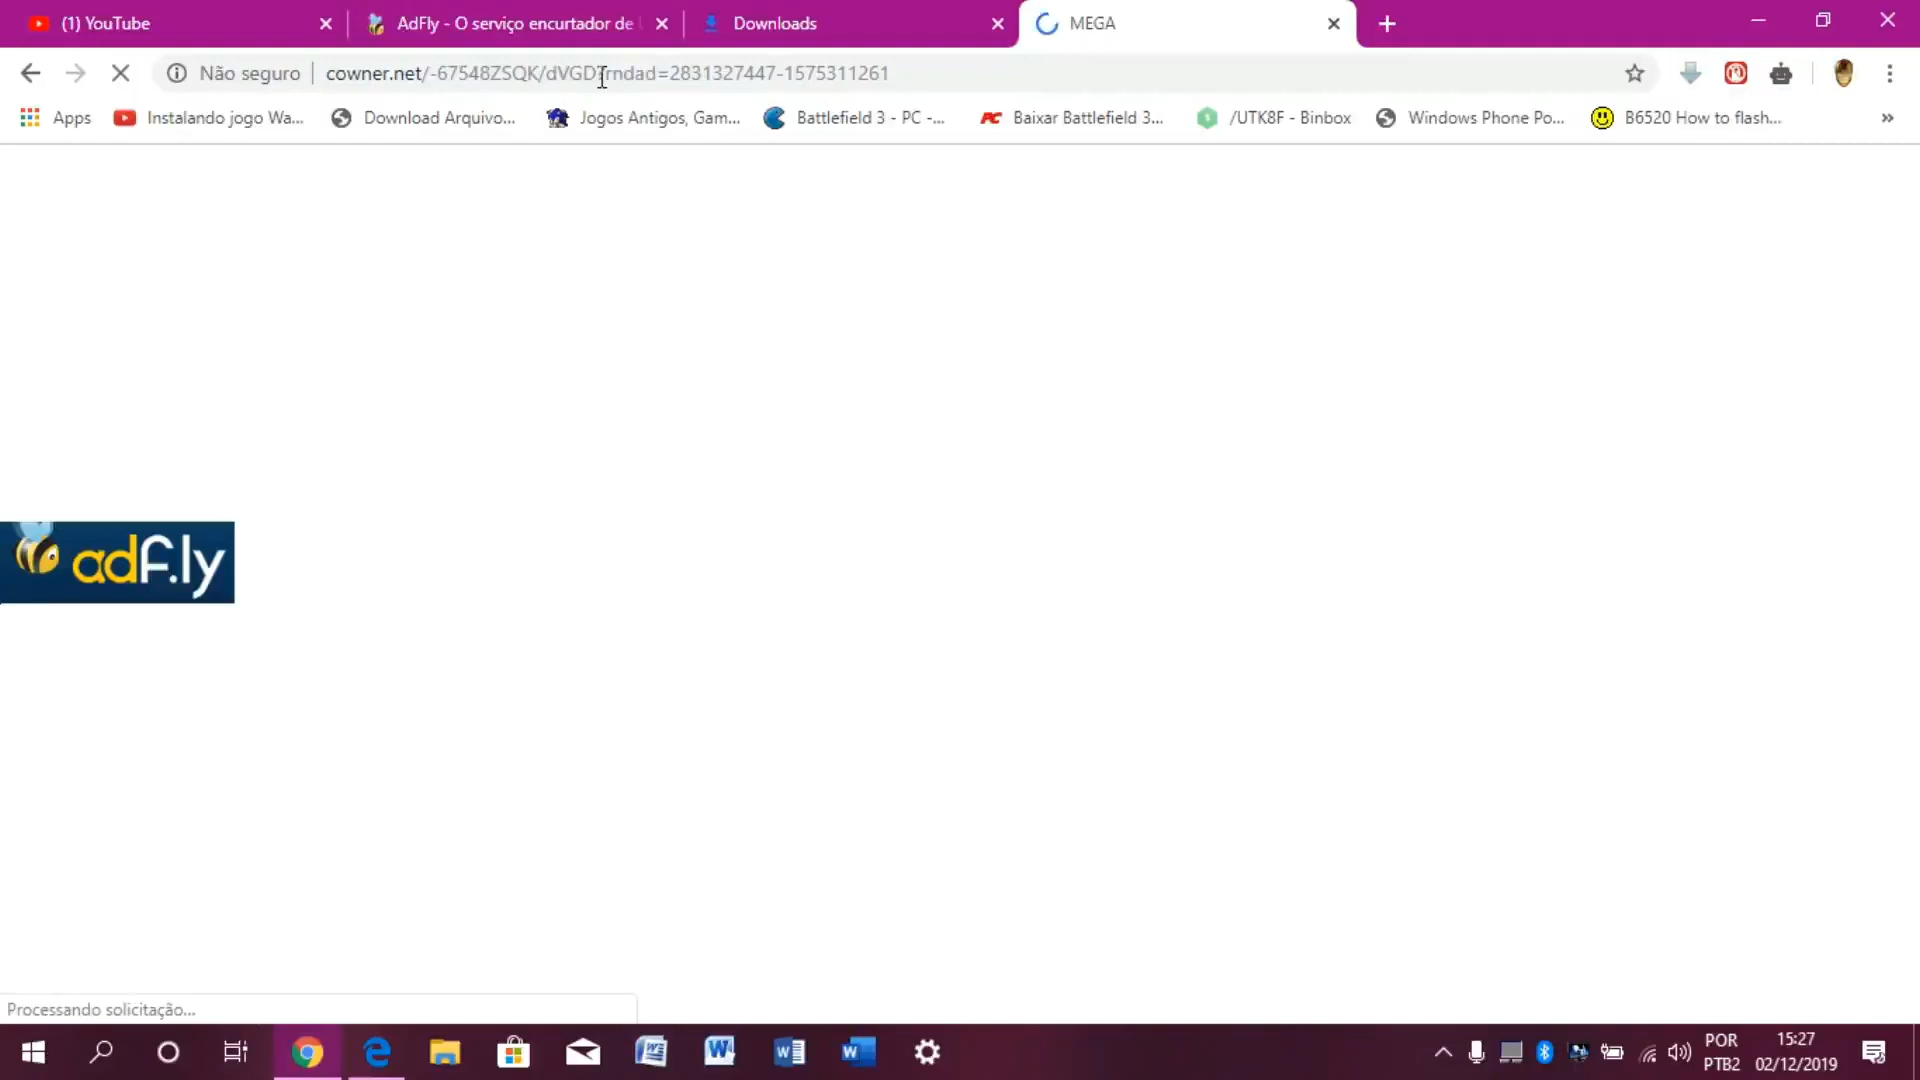 (1) YouTube
AdFly - O serviço encurtador de
Downloads
MEGA
Não seguro
cowner.net/-67548ZSQK/dVGD?rndad=2831327447-1575311261
Apps
Instalando jogo Wa...
Download Arquivo...
Jogos Antigos, Gam...
Battlefield 3 - PC -...
PC
Baixar Battlefield 3...
/UTK8F - Binbox
Windows Phone Po...
B6520 How to flash...
»
adf.ly
Processando solicitação...
POR
PTB2
15:27
02/12/2019